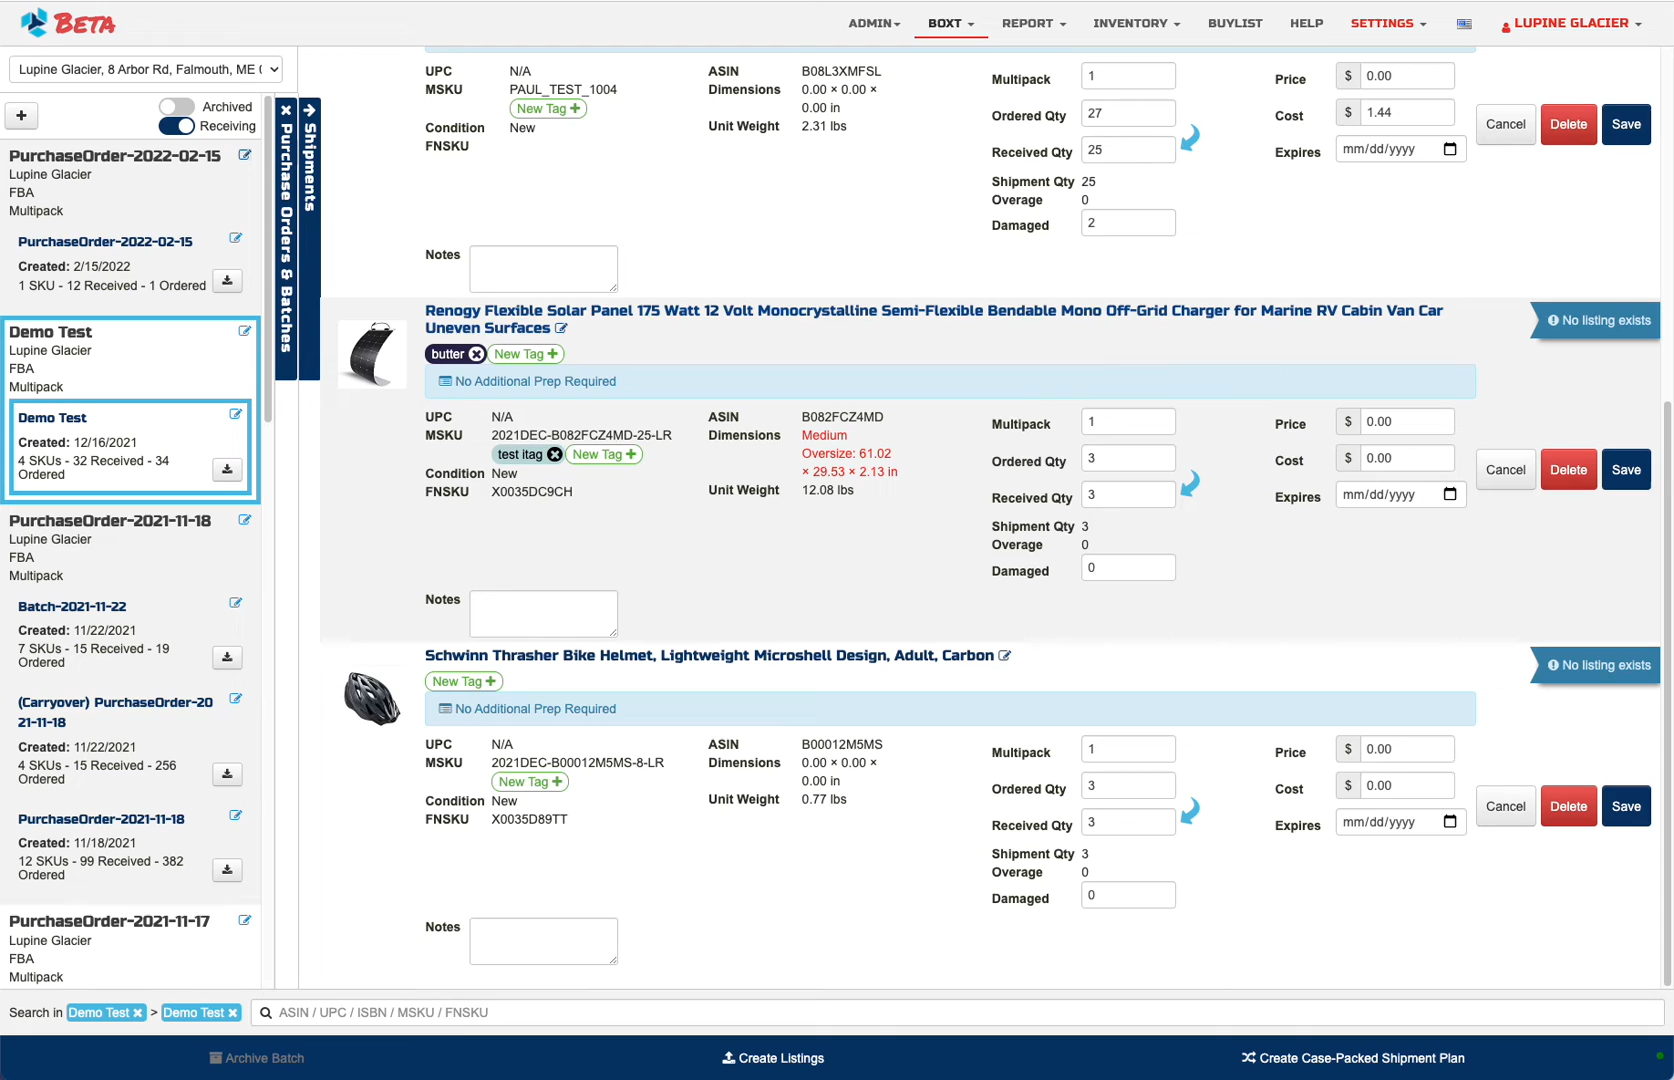 BETA
ADMIN
BOXT
REPORT
INVENTORY
BUYLIST
HELP
SETTINGS
LUPINE GLACIER
Lupine Glacier, 8 Arbor Rd, Falmouth, ME (
Archived
Receiving
PurchaseOrder-2022-02-15
Lupine Glacier
FBA
Multipack
PurchaseOrder-2022-02-15
Created: 2/15/2022
1 SKU - 12 Received - 1 Ordered
Demo Test
Lupine Glacier
FBA
Multipack
Demo Test
Created: 12/16/2021
4 SKUs - 32 Received - 34
Ordered
PurchaseOrder-2021-11-18
Lupine Glacier
FBA
Multipack
Batch-2021-11-22
Created: 11/22/2021
7 SKUs - 15 Received - 19
Ordered
(Carryover) PurchaseOrder-20
21-11-18
Created: 11/22/2021
4 SKUs - 15 Received - 256
Ordered
PurchaseOrder-2021-11-18
Created: 11/18/2021
12 SKUs - 99 Received - 382
Ordered
PurchaseOrder-2021-11-17
Lupine Glacier
FBA
Multipack
Purchase Orders & Batches
Shipments
UPC N/A
MSKU PAUL_TEST_1004
New Tag +
Condition New
FNSKU
ASIN B08L3XMFSL
Dimensions 0.00 × 0.00 ×
0.00 in
Unit Weight 2.31 lbs
Multipack 1
Ordered Qty 27
Received Qty 25
Shipment Qty 25
Overage 0
Damaged 2
Price $ 0.00
Cost $ 1.44
Expires mm/dd/yyyy
Cancel
Delete
Save
Notes
Renogy Flexible Solar Panel 175 Watt 12 Volt Monocrystalline Semi-Flexible Bendable Mono Off-Grid Charger for Marine RV Cabin Van Car
Uneven Surfaces
No listing exists
butter New Tag +
No Additional Prep Required
UPC N/A
MSKU 2021DEC-B082FCZ4MD-25-LR
test itag New Tag +
Condition New
FNSKU X0035DC9CH
ASIN B082FCZ4MD
Dimensions Medium
Oversize: 61.02
× 29.53 × 2.13 in
Unit Weight 12.08 lbs
Multipack 1
Ordered Qty 3
Received Qty 3
Shipment Qty 3
Overage 0
Damaged 0
Price $ 0.00
Cost $ 0.00
Expires mm/dd/yyyy
Cancel
Delete
Save
Notes
Schwinn Thrasher Bike Helmet, Lightweight Microshell Design, Adult, Carbon
No listing exists
New Tag +
No Additional Prep Required
UPC N/A
MSKU 2021DEC-B00012M5MS-8-LR
New Tag +
Condition New
FNSKU X0035D89TT
ASIN B00012M5MS
Dimensions 0.00 × 0.00 ×
0.00 in
Unit Weight 0.77 lbs
Multipack 1
Ordered Qty 3
Received Qty 3
Shipment Qty 3
Overage 0
Damaged 0
Price $ 0.00
Cost $ 0.00
Expires mm/dd/yyyy
Cancel
Delete
Save
Notes
Search in Demo Test × > Demo Test × ASIN / UPC / ISBN / MSKU / FNSKU
Archive Batch
Create Listings
Create Case-Packed Shipment Plan